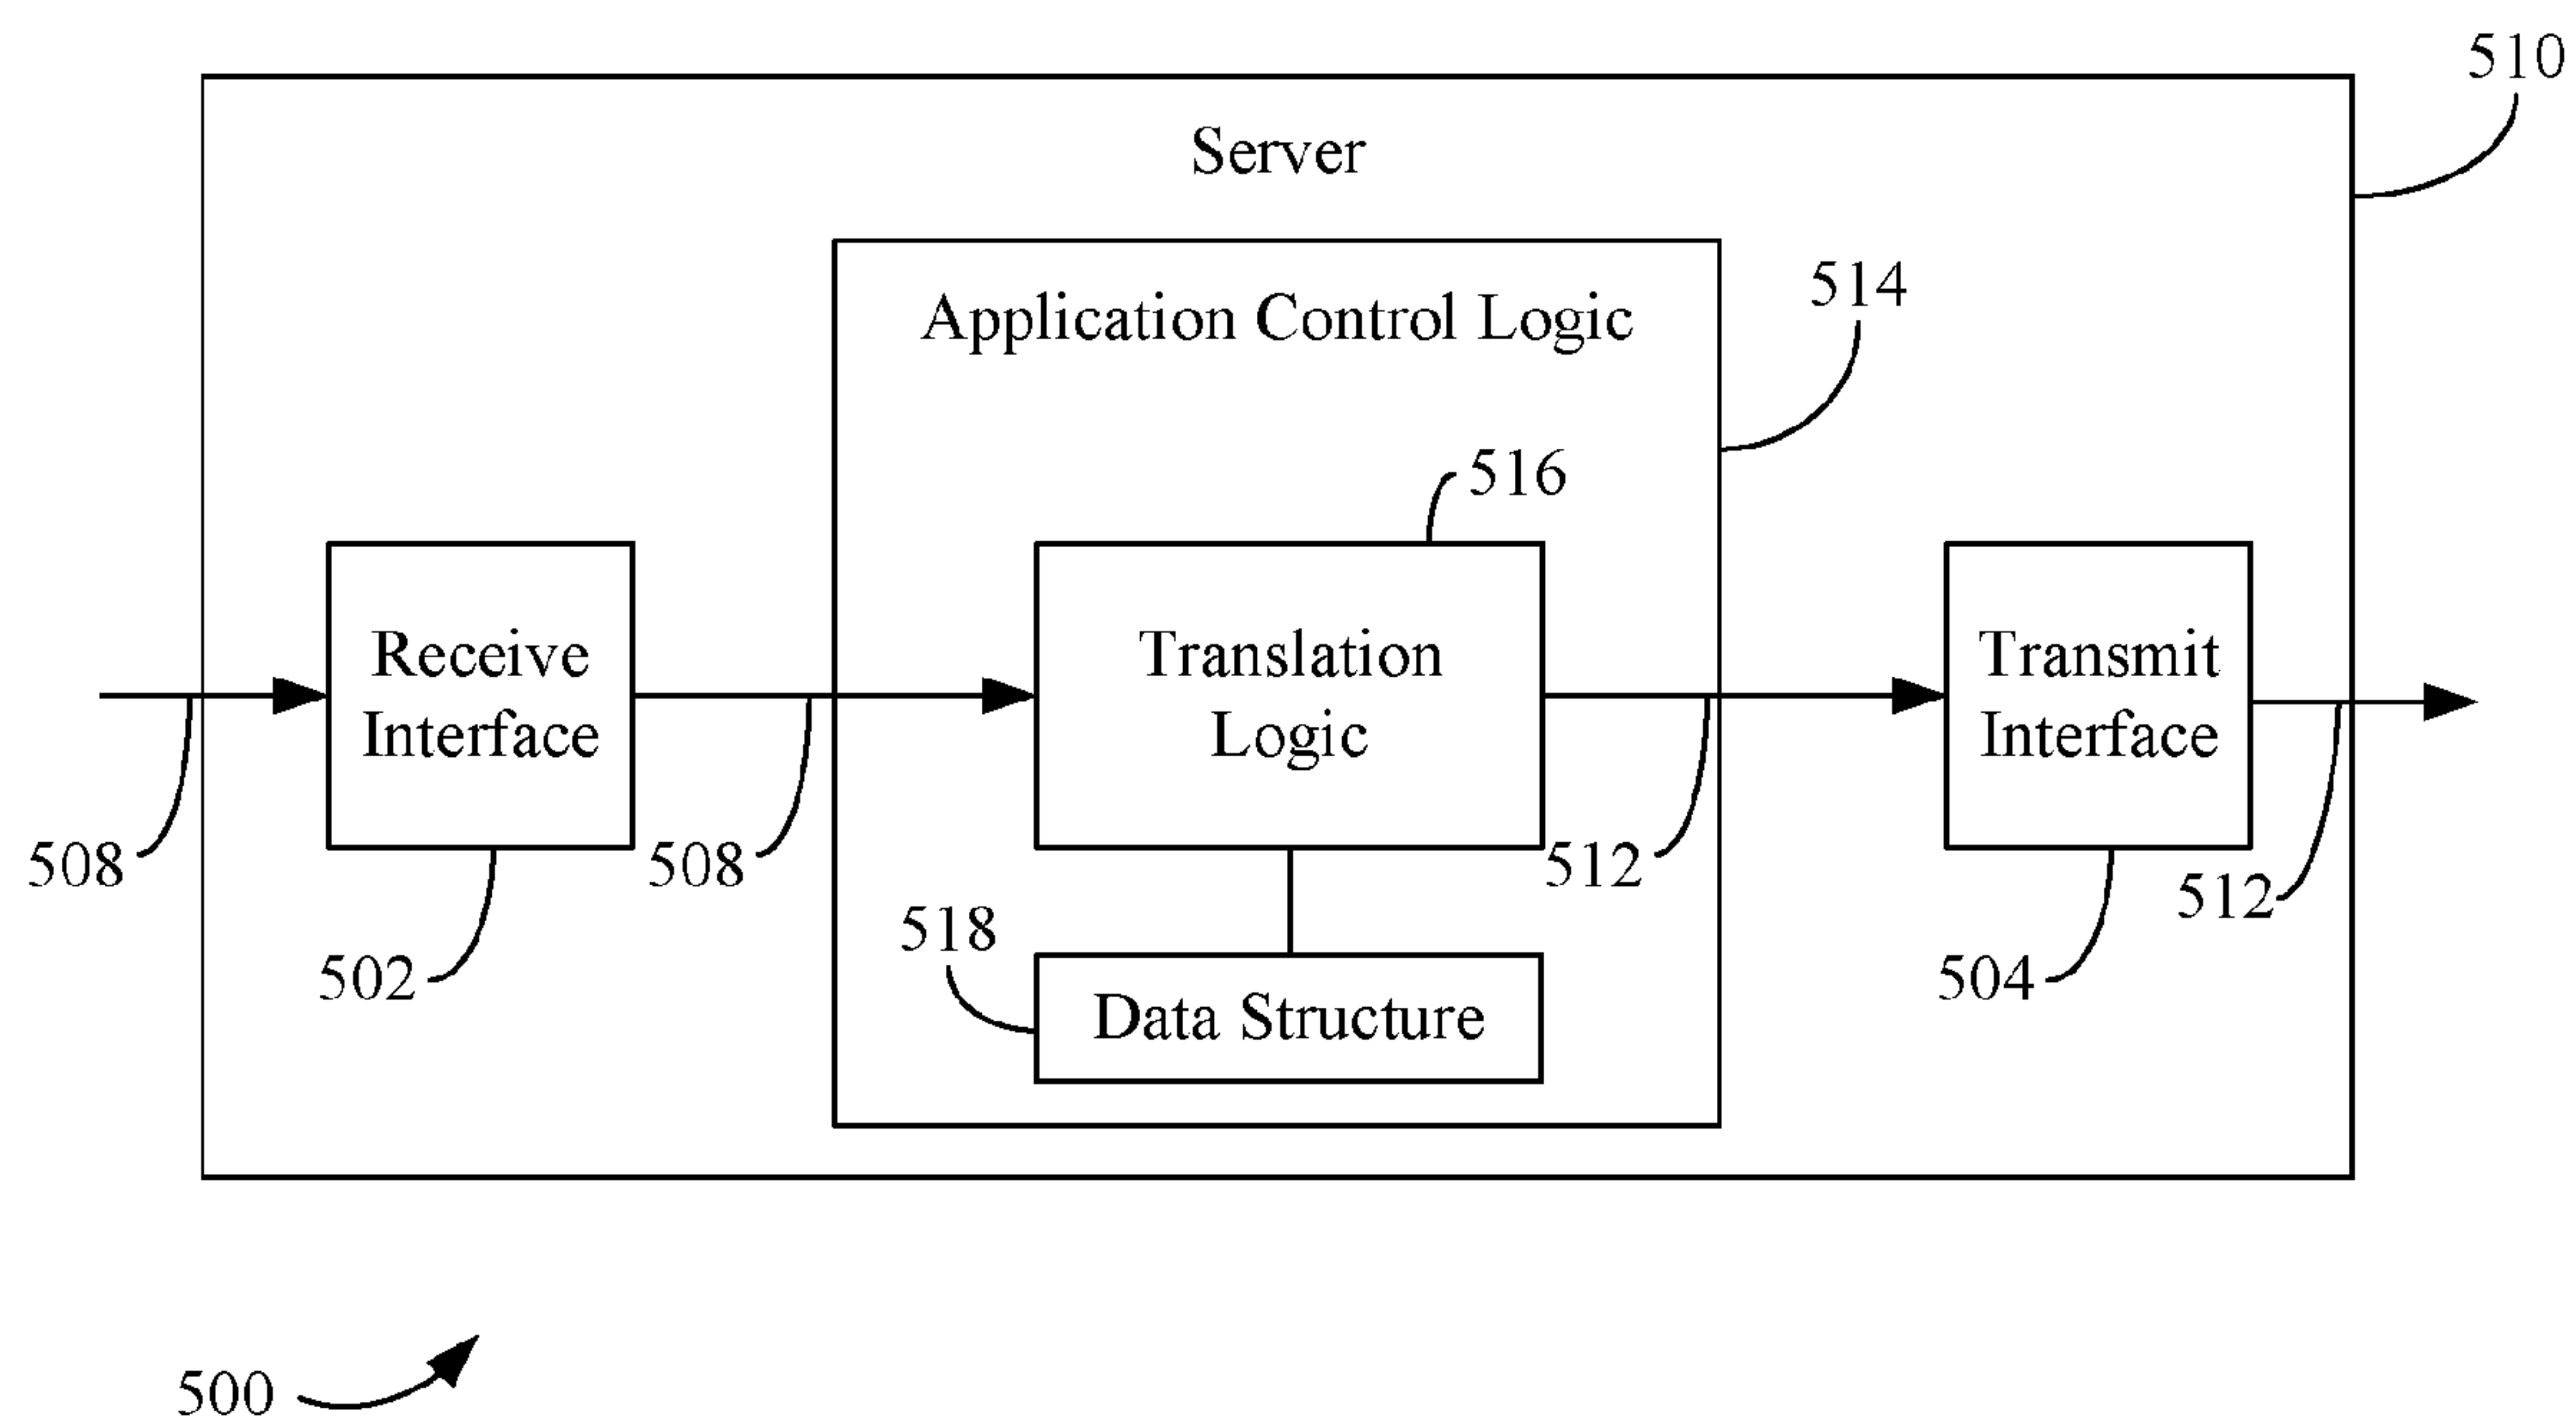 510
Server
514
Application Control Logic
516
Receive
Interface
Translation
Logic
Transmit
Interface
508
508
512
512
518
502
504
Data Structure
500